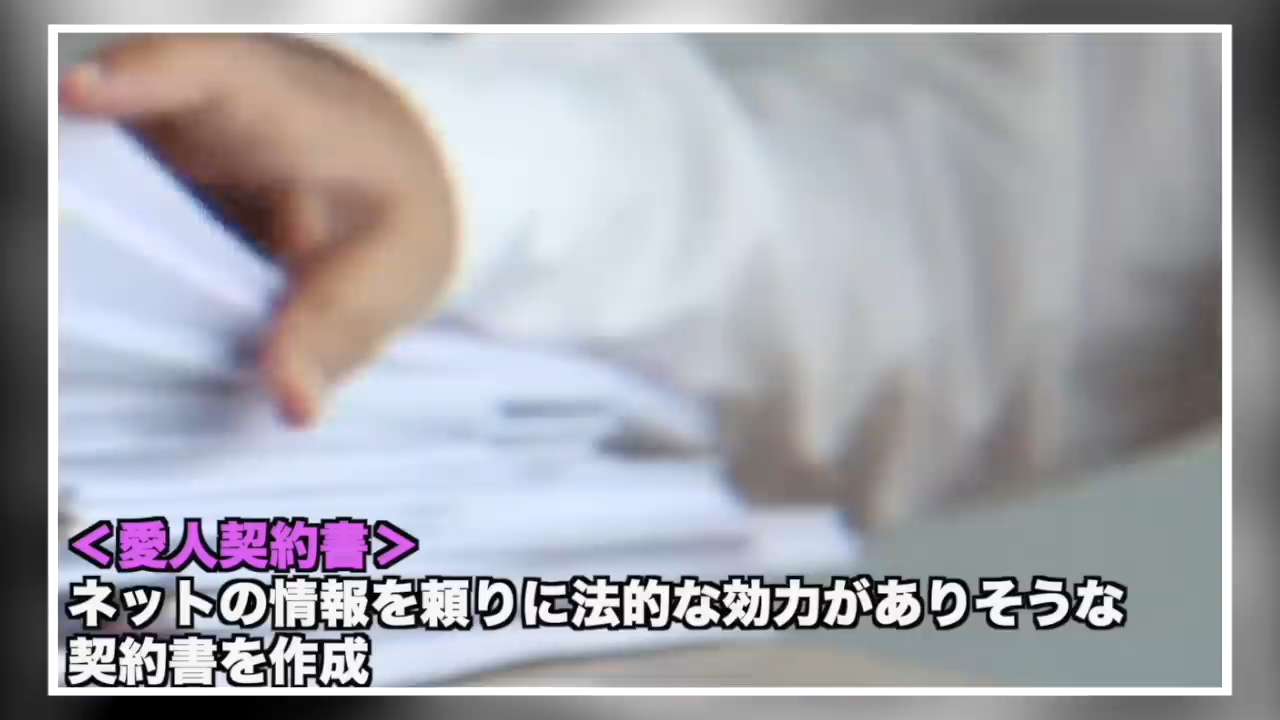 ＜愛人契約書＞
ネットの情報を頼りに法的な効力がありそうな
契約書を作成